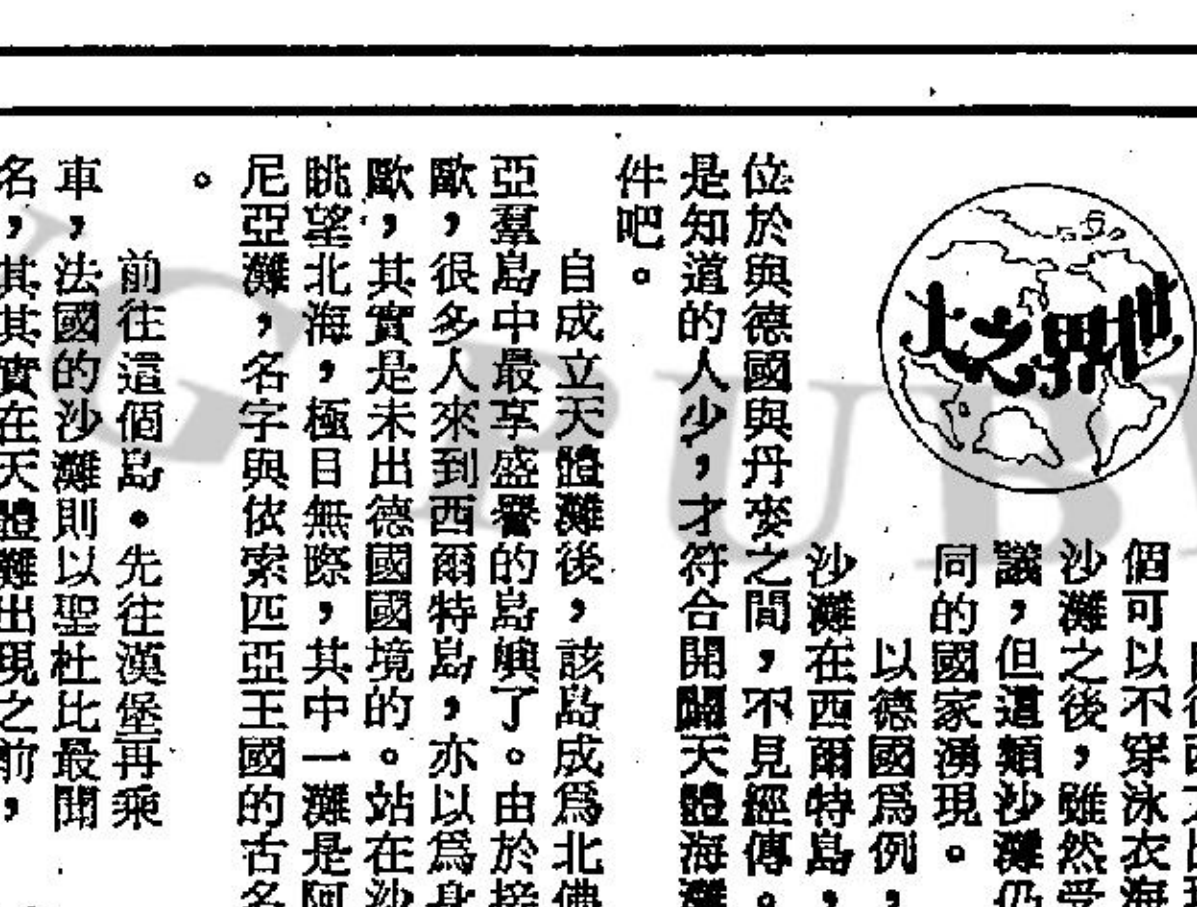 世界之大
個可以不穿泳衣海
沙灘之後，雖然受
議，但這類沙灘仍
同的國家湧現。
以德國為例，
沙灘在西爾特島，
位於與德國與丹麥之間，不見經傳。
是知道的人少，才符合開闢天體海灘
件吧。
自成立天體灘後，該島成為北佛
亞羣島中最享盛譽的島嶼了。由於接
歐，很多人來到西爾特島，亦以為身
歐，其實是未出德國國境的。站在沙
眺望北海，極目無際，其中一灘是阿
尼亞灘，名字與依索匹亞王國的古名
。
前往這個島。先往漢堡再乘
車，法國的沙灘則以聖杜比最聞
名，其其實在天體灘出現之前，